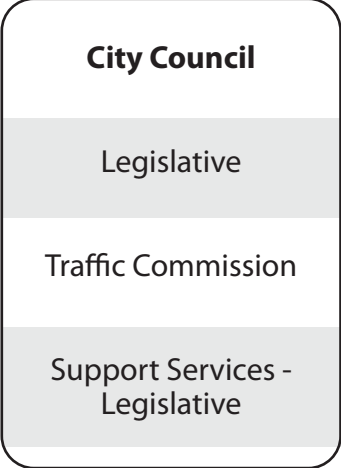 City Council
Legislative
Traffic Commission
Support Services -
Legislative